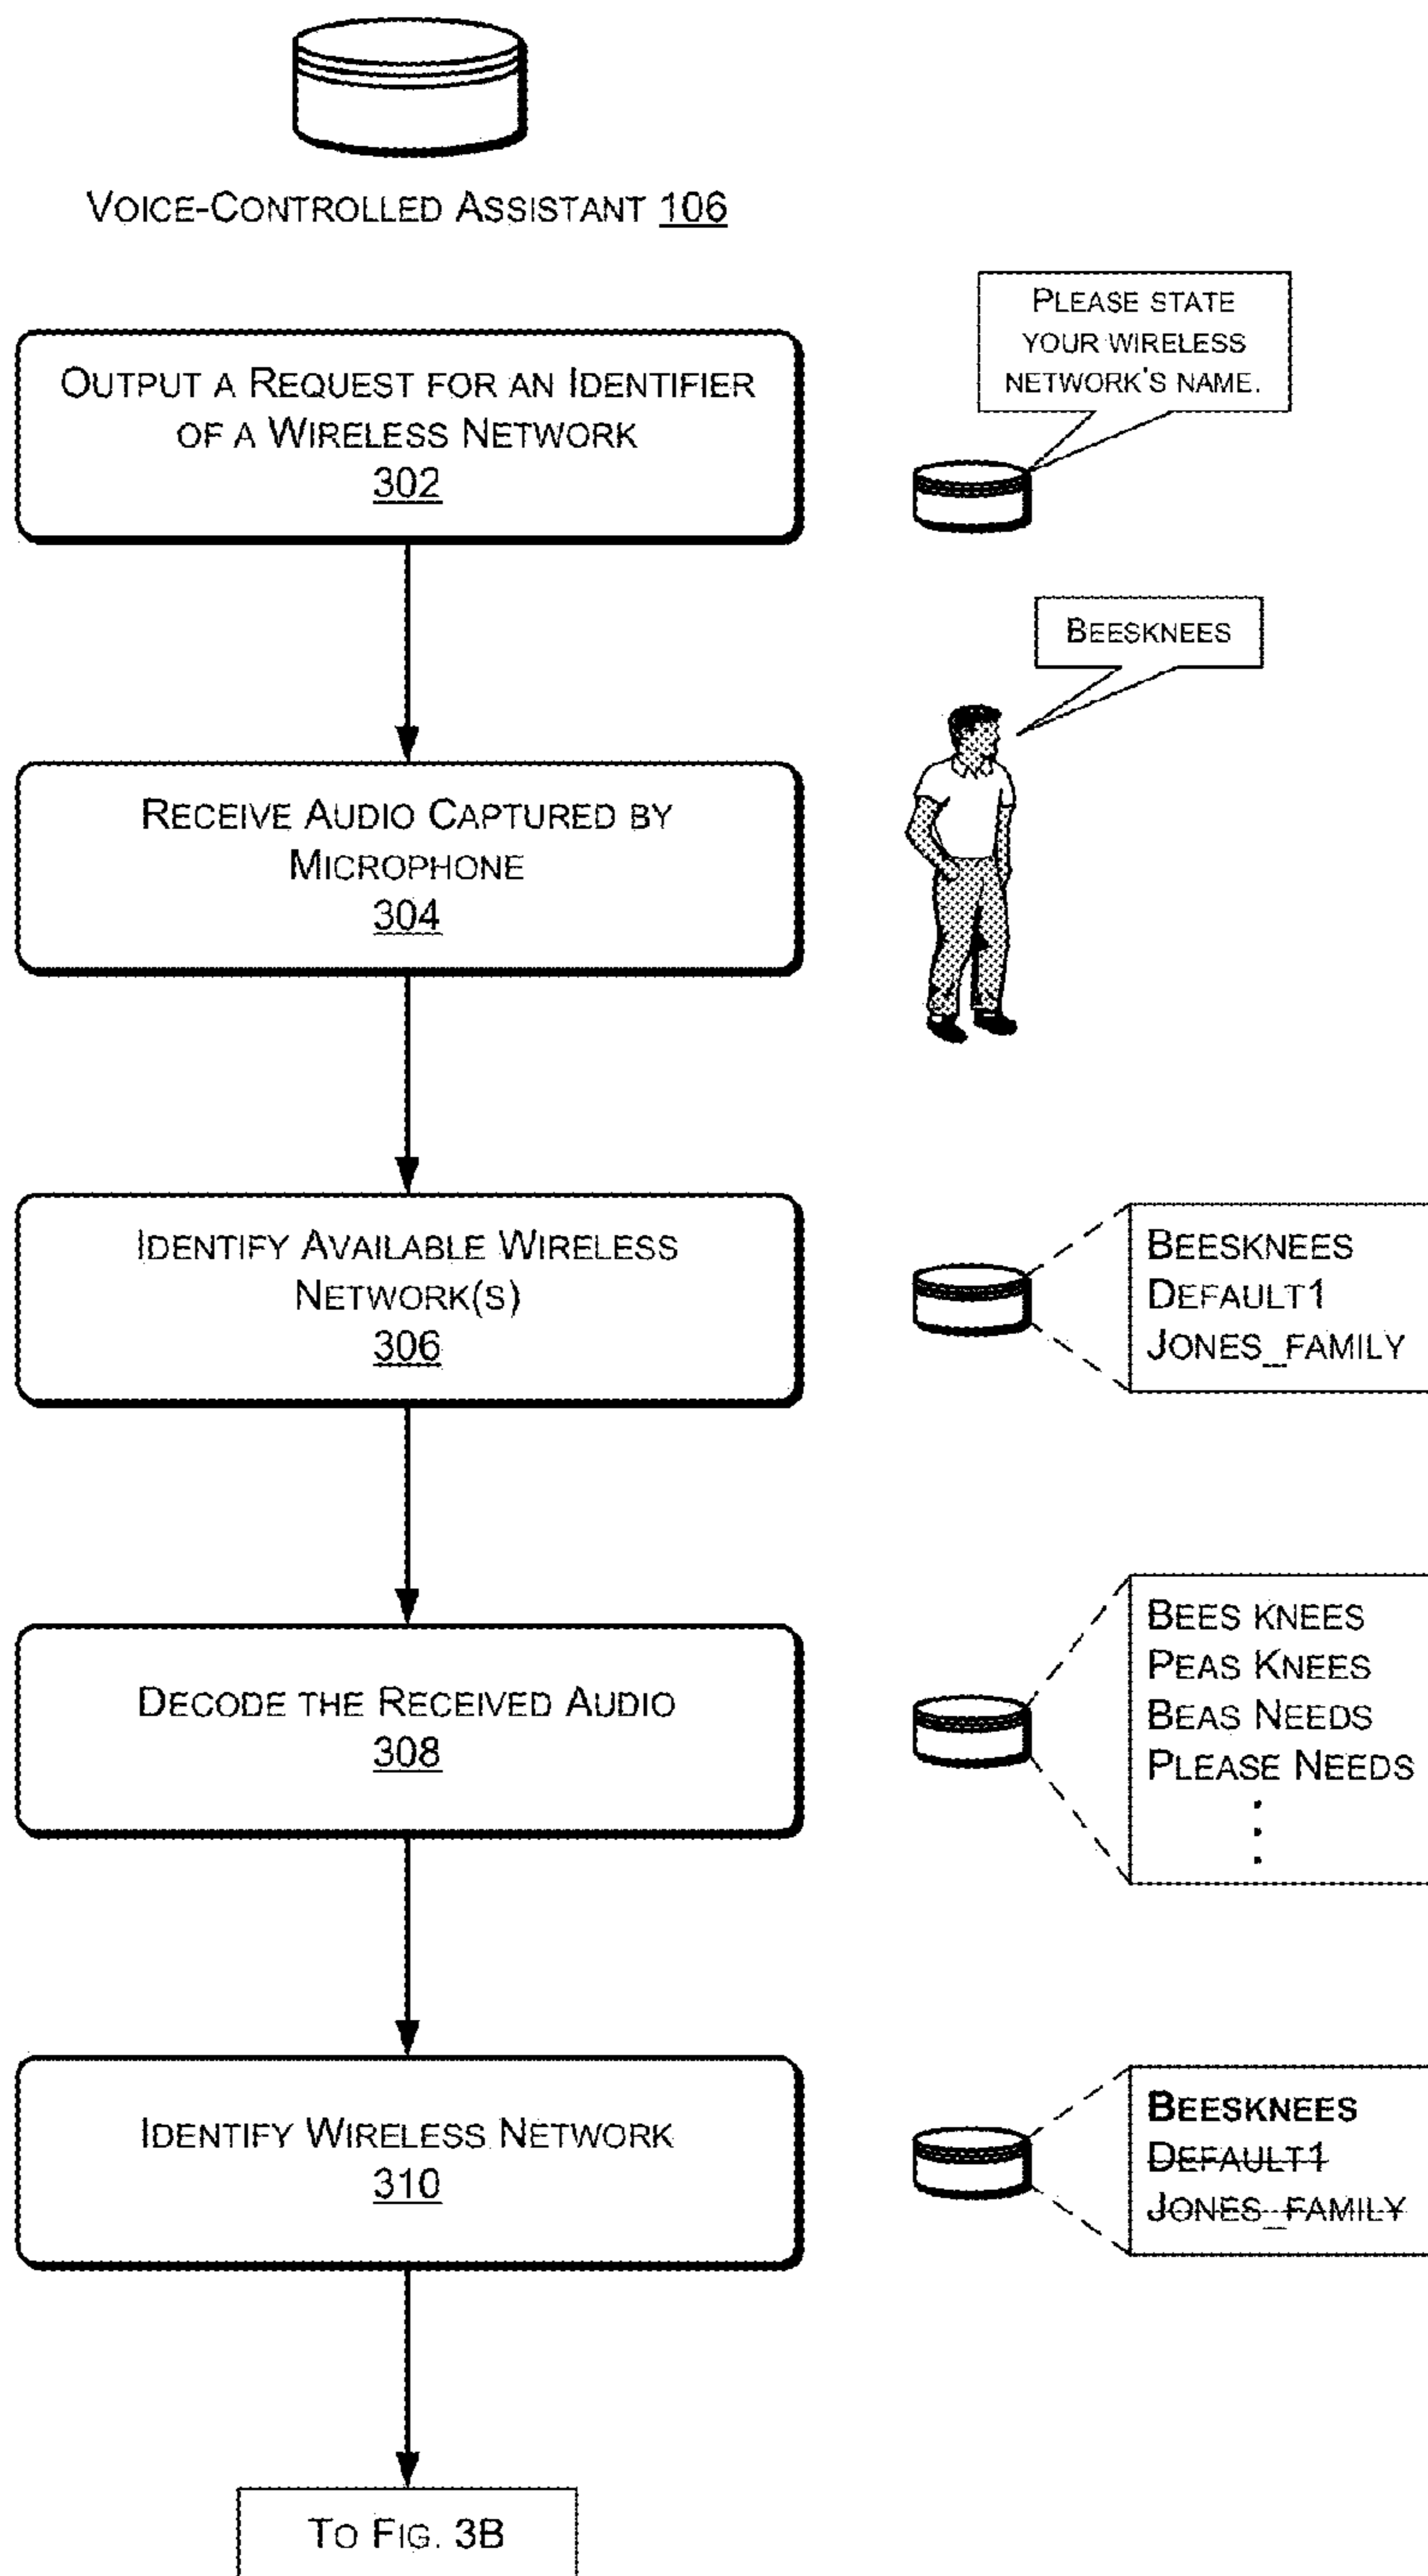 VOICE-CONTROLLED ASSISTANT 106
PLEASE STATE
YOUR WIRELESS
NETWORK'S NAME.
OUTPUT A REQUEST FOR AN IDENTIFIER
OF A WIRELESS NETWORK
302
BEESKNEES
RECEIVE AUDIO CAPTURED BY
MICROPHONE
304
IDENTIFY AVAILABLE WIRELESS
NETWORK(S)
306
BEESKNEES
DEFAULT1
JONES_FAMILY
DECODE THE RECEIVED AUDIO
308
BEES KNEES
PEAS KNEES
BEAS NEEDS
PLEASE NEEDS
IDENTIFY WIRELESS NETWORK
310
BEESKNEES
DEFAULT1
JONES_FAMILY
TO FIG. 3B